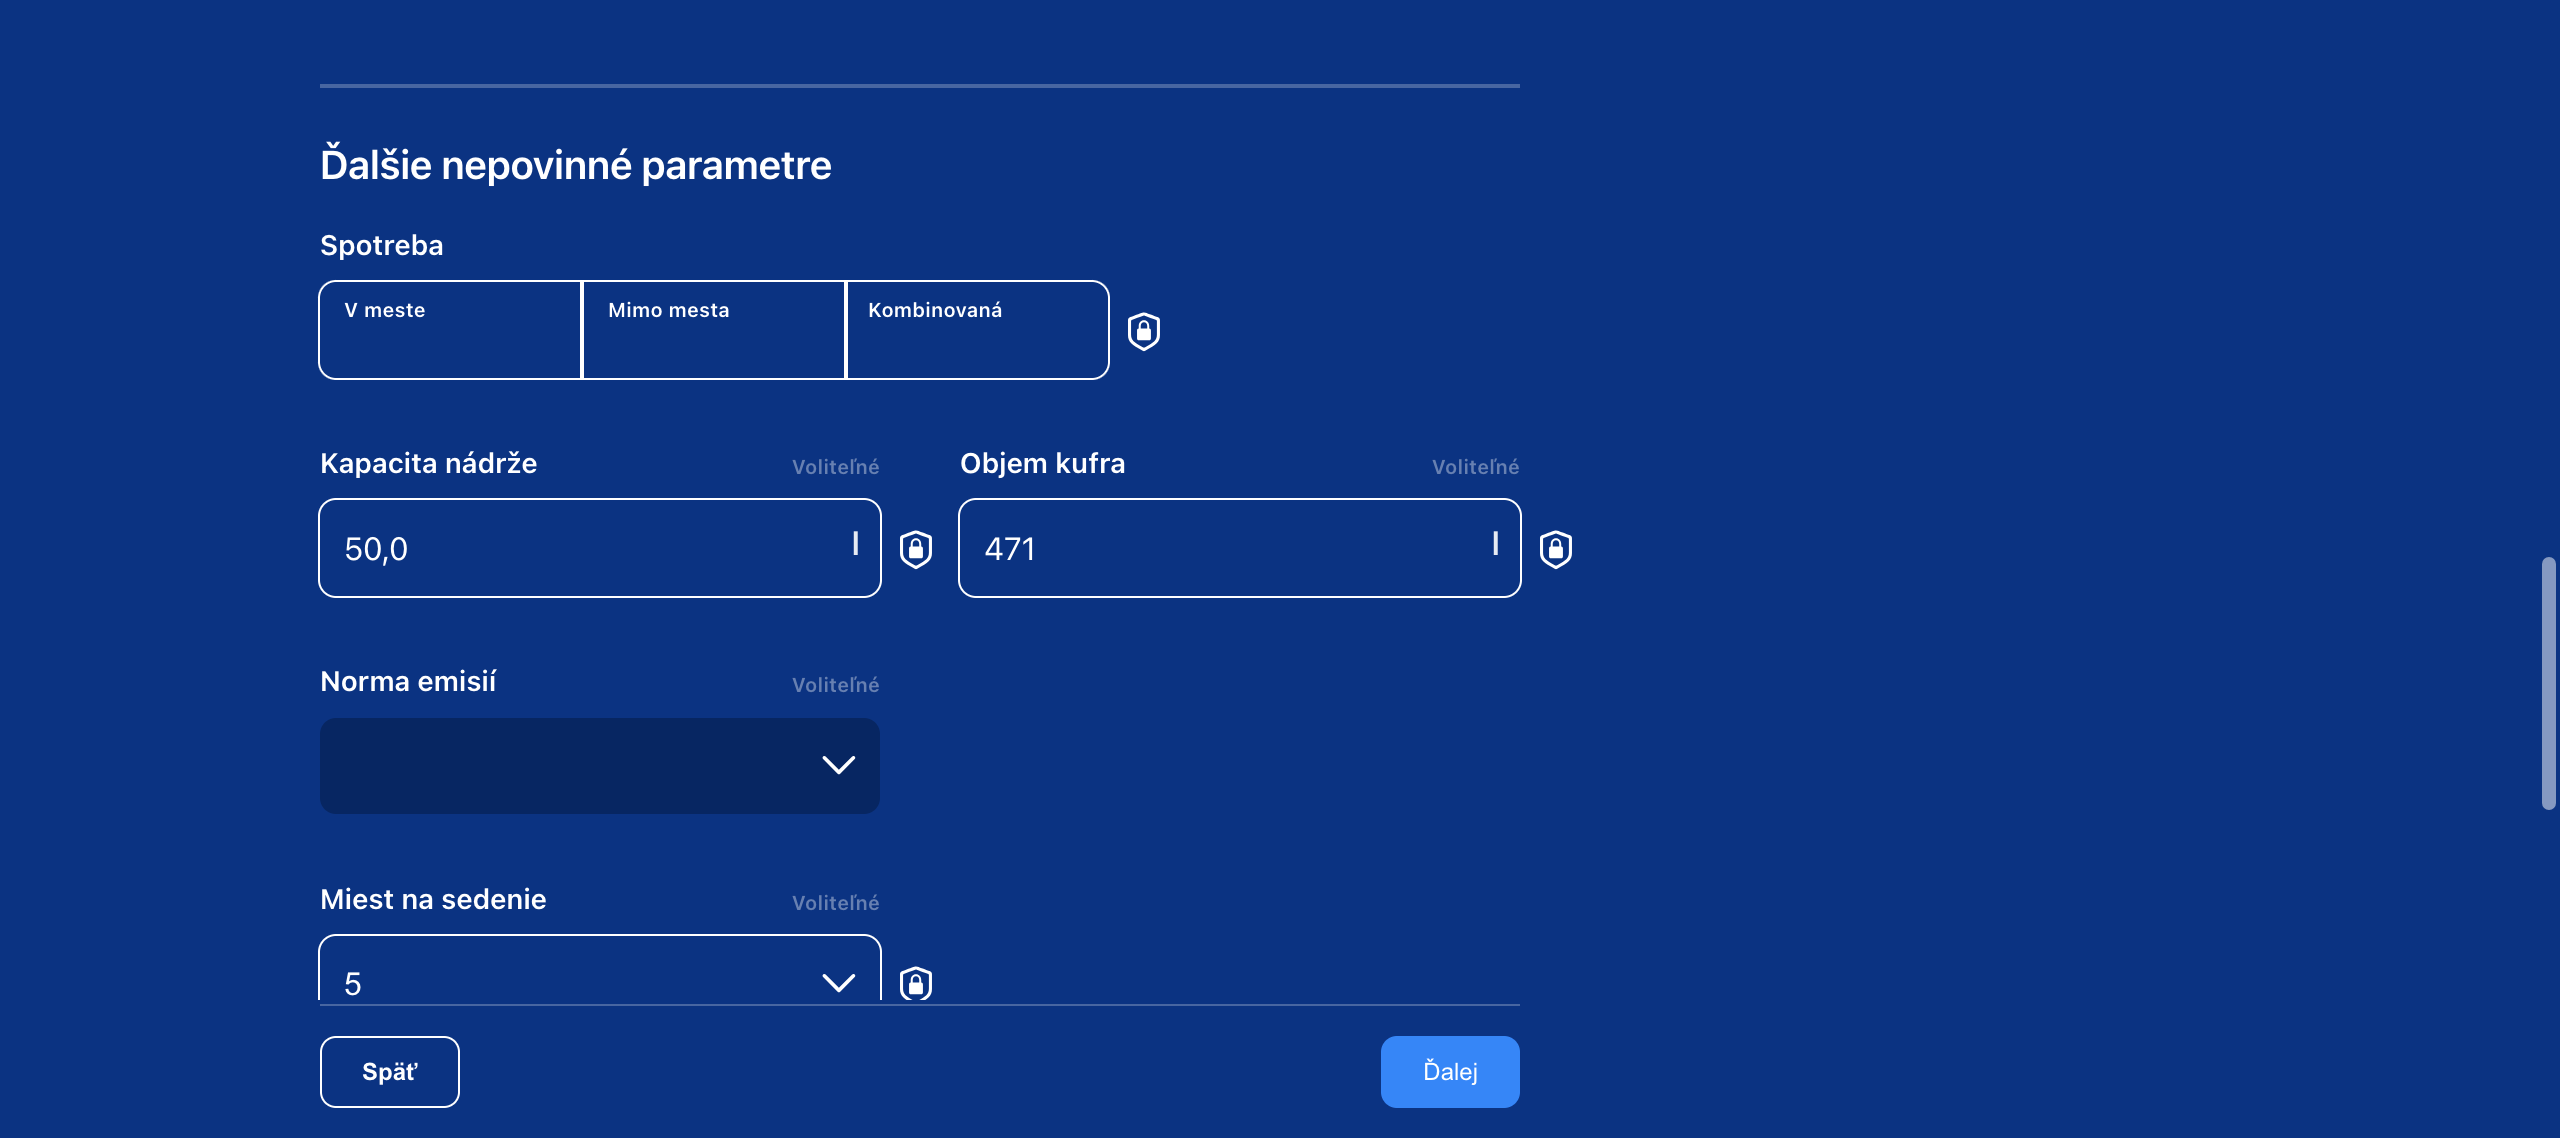 Ďalšie nepovinné parametre
Spotreba
V meste
Mimo mesta
Kombinovaná
Kapacita nádrže
Voliteľné
50,0
l
Objem kufra
Voliteľné
471
l
Norma emisií
Voliteľné
Miest na sedenie
Voliteľné
5
Späť
Ďalej